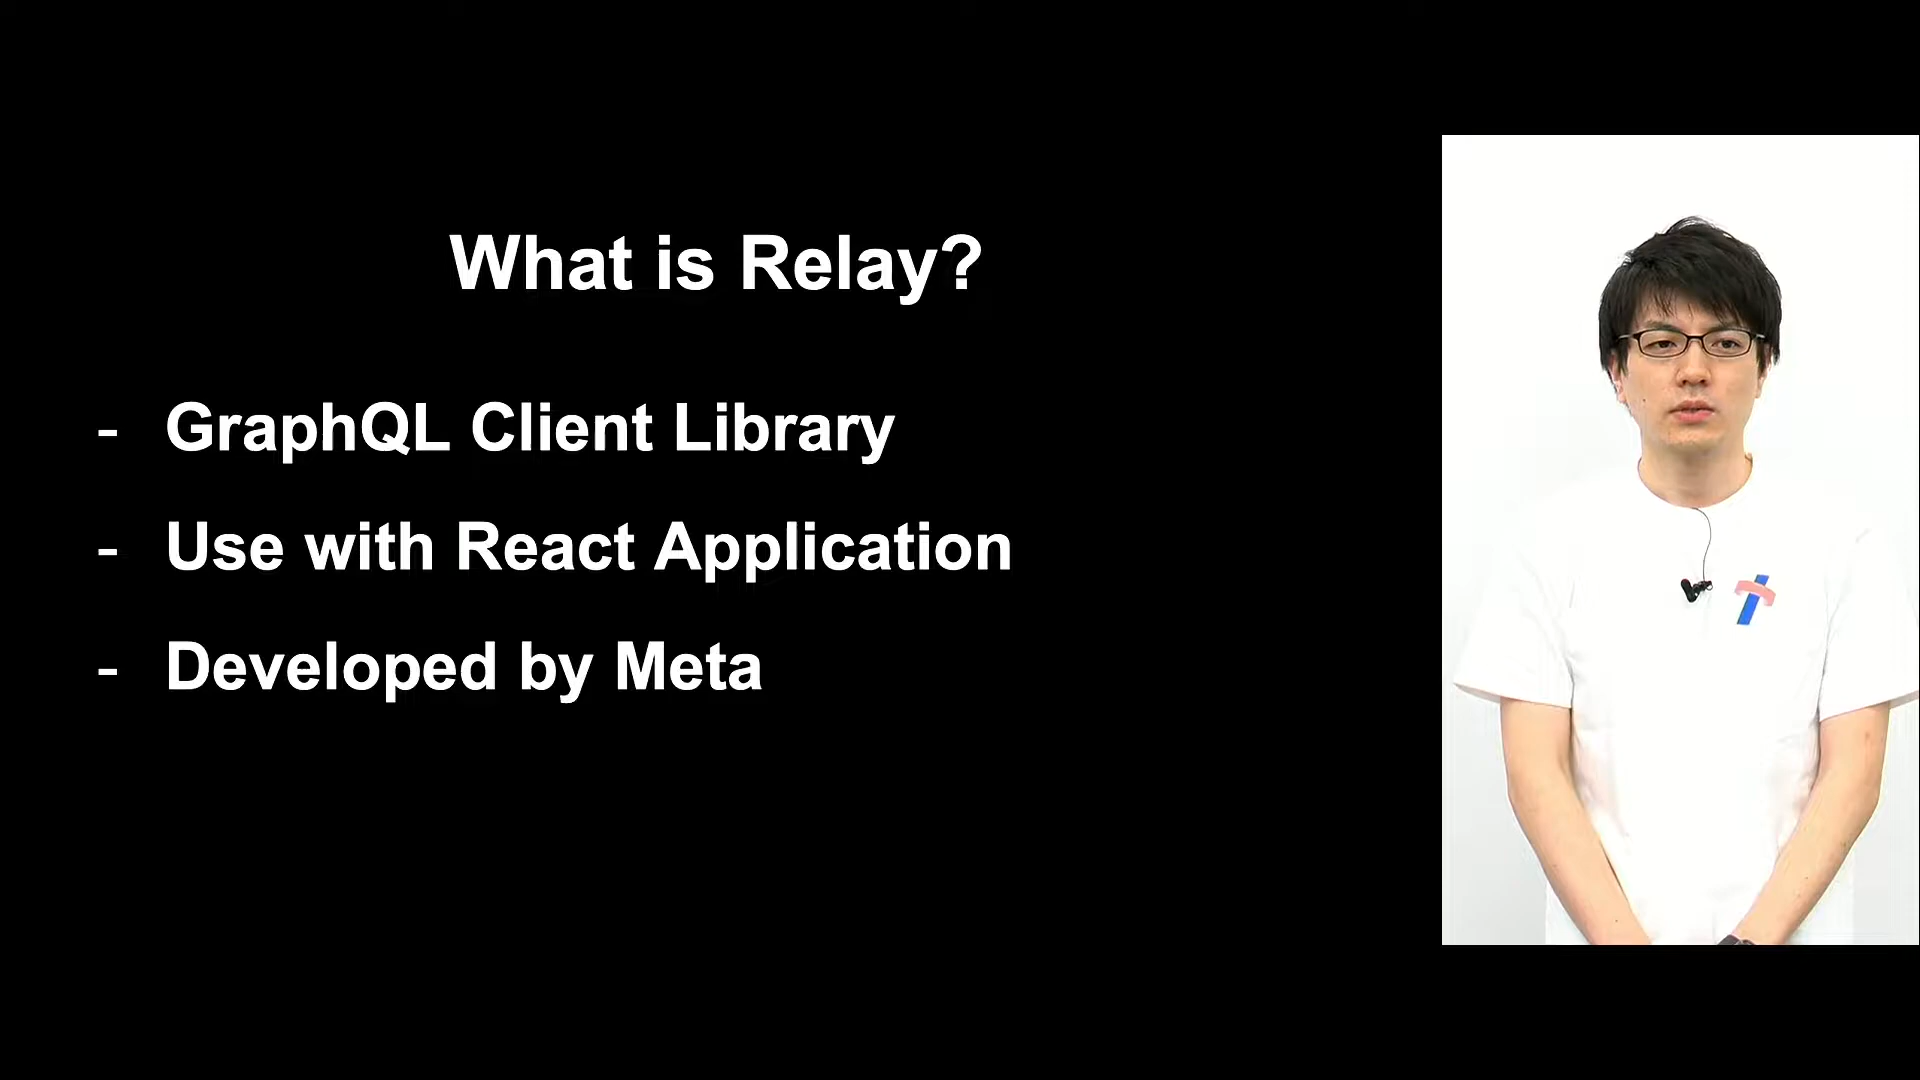 What is Relay?
- GraphQL Client Library
- Use with React Application
- Developed by Meta